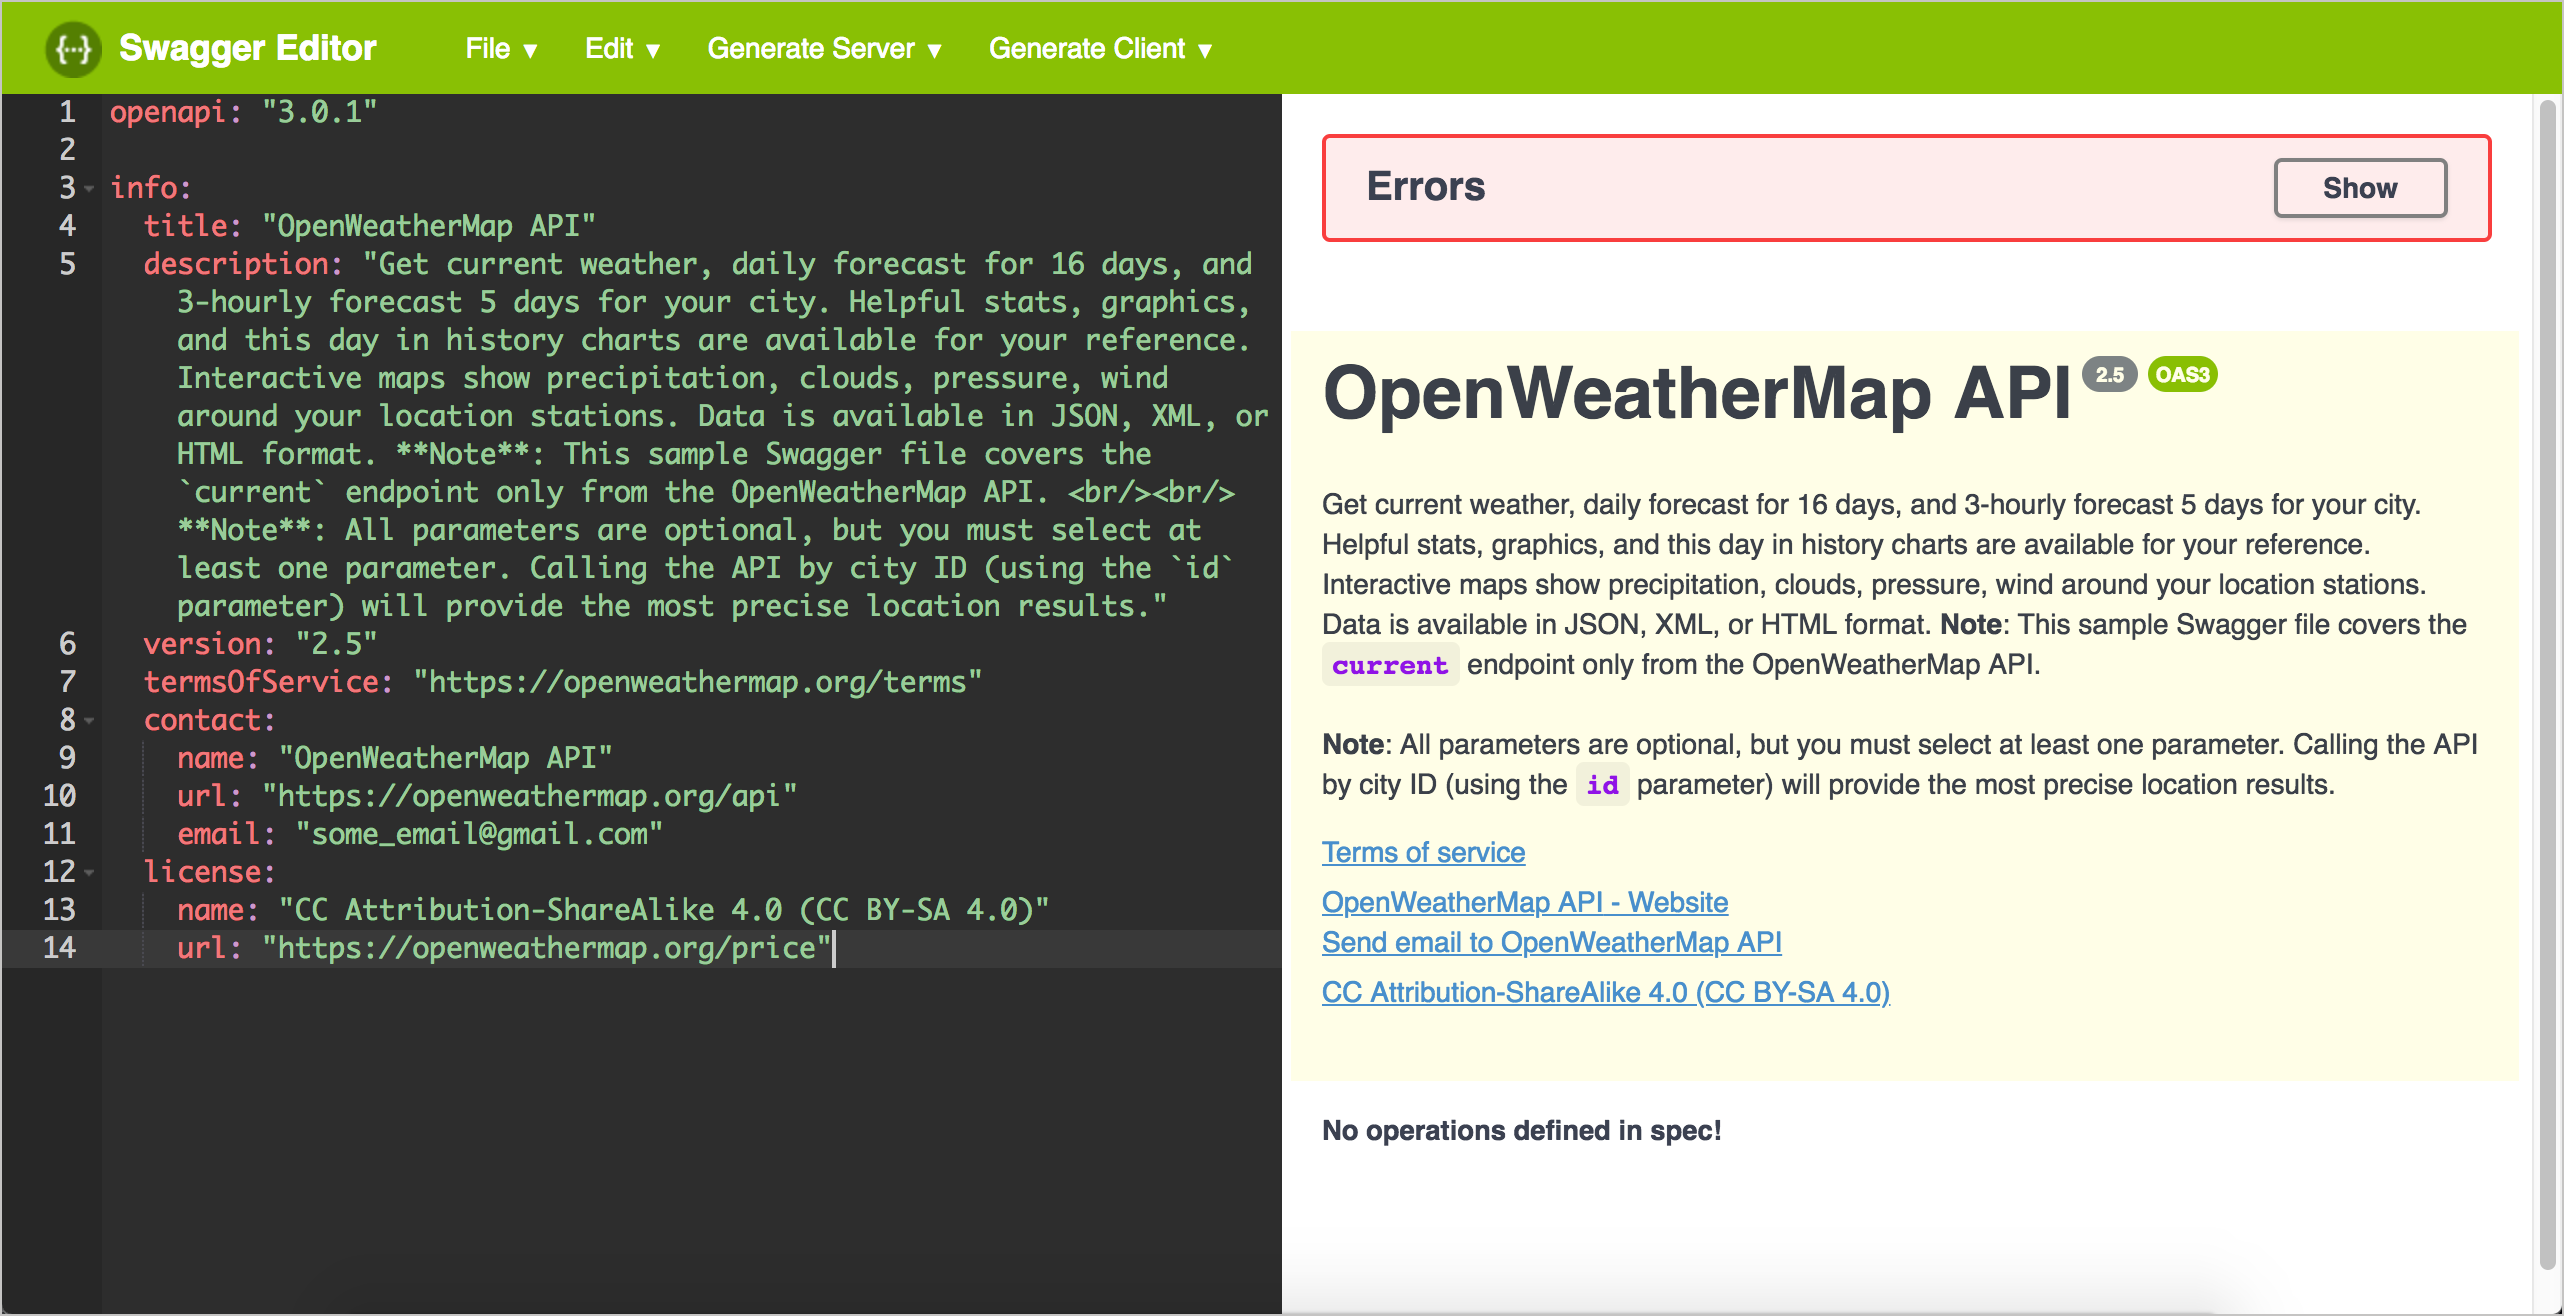 {···} Swagger Editor File ▼ Edit ▼ Generate Server ▼ Generate Client ▼
1 openapi: "3.0.1"
2
3 info:
4 title: "OpenWeatherMap API"
5 description: "Get current weather, daily forecast for 16 days, and
3-hourly forecast 5 days for your city. Helpful stats, graphics,
and this day in history charts are available for your reference.
Interactive maps show precipitation, clouds, pressure, wind
around your location stations. Data is available in JSON, XML, or
HTML format. **Note**: This sample Swagger file covers the
`current` endpoint only from the OpenWeatherMap API. <br/><br/>
**Note**: All parameters are optional, but you must select at
least one parameter. Calling the API by city ID (using the `id`
parameter) will provide the most precise location results."
6 version: "2.5"
7 termsOfService: "https://openweathermap.org/terms"
8 contact:
9 name: "OpenWeatherMap API"
10 url: "https://openweathermap.org/api"
11 email: "some_email@gmail.com"
12 license:
13 name: "CC Attribution-ShareAlike 4.0 (CC BY-SA 4.0)"
14 url: "https://openweathermap.org/price"
Errors Show
OpenWeatherMap API 2.5 OAS3
Get current weather, daily forecast for 16 days, and 3-hourly forecast 5 days for your city.
Helpful stats, graphics, and this day in history charts are available for your reference.
Interactive maps show precipitation, clouds, pressure, wind around your location stations.
Data is available in JSON, XML, or HTML format. Note: This sample Swagger file covers the
current endpoint only from the OpenWeatherMap API.
Note: All parameters are optional, but you must select at least one parameter. Calling the API
by city ID (using the id parameter) will provide the most precise location results.
Terms of service
OpenWeatherMap API - Website
Send email to OpenWeatherMap API
CC Attribution-ShareAlike 4.0 (CC BY-SA 4.0)
No operations defined in spec!